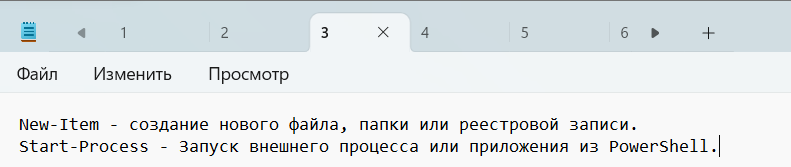 1 2 3 4 5 6
Файл Изменить Просмотр
New-Item - создание нового файла, папки или реестровой записи.
Start-Process - Запуск внешнего процесса или приложения из PowerShell.